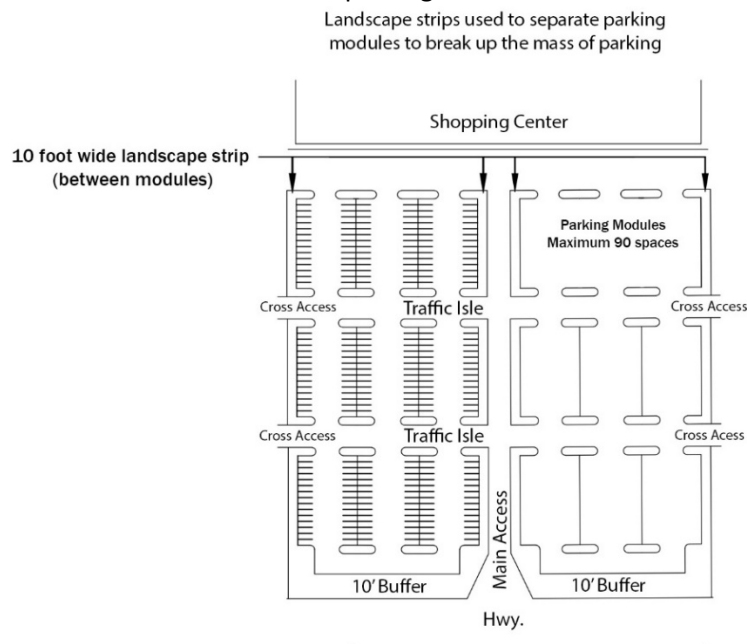 Landscape strips used to separate parking
modules to break up the mass of parking
Shopping Center
10 foot wide landscape strip
(between modules)
Parking Modules
Maximum 90 spaces
Cross Access
Traffic Isle
Cross Access
Cross Access
Traffic Isle
Cross Acess
Main Access
10' Buffer
10' Buffer
Hwy.